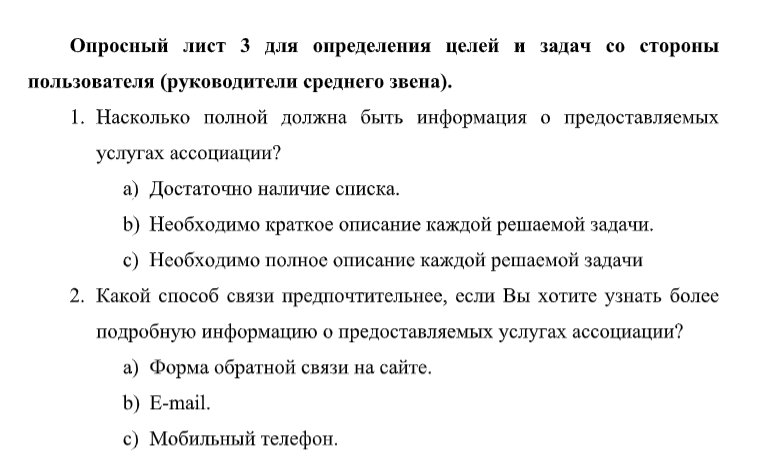 Опросный лист 3 для определения целей и задач со стороны
пользователя (руководители среднего звена).
1. Насколько полной должна быть информация о предоставляемых
услугах ассоциации?
a) Достаточно наличие списка.
b) Необходимо краткое описание каждой решаемой задачи.
c) Необходимо полное описание каждой решаемой задачи
2. Какой способ связи предпочтительнее, если Вы хотите узнать более
подробную информацию о предоставляемых услугах ассоциации?
a) Форма обратной связи на сайте.
b) E-mail.
c) Мобильный телефон.